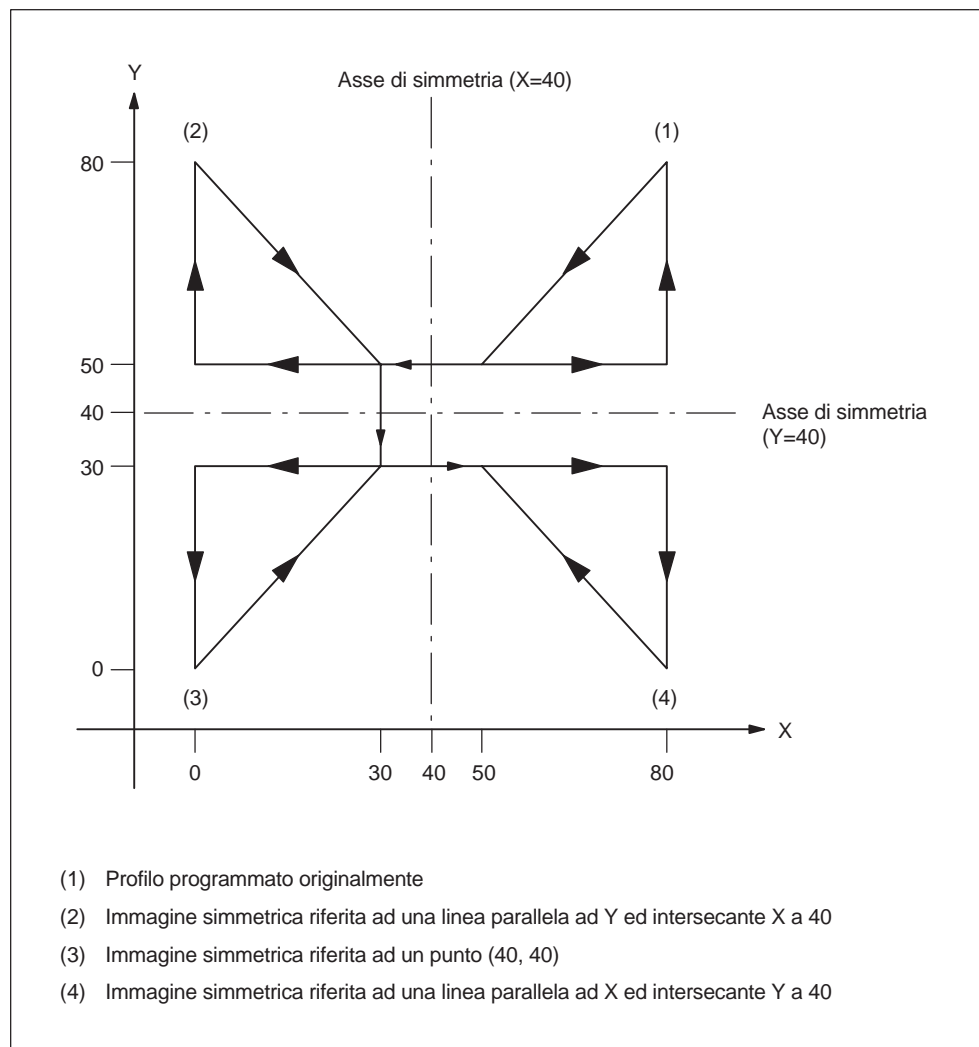 Y
Asse di simmetria (X=40)
(2)
(1)
80
50
40
Asse di simmetria
(Y=40)
30
0
(3)
(4)
X
0
30
40
50
80
(1) Profilo programmato originalmente
(2) Immagine simmetrica riferita ad una linea parallela ad Y ed intersecante X a 40
(3) Immagine simmetrica riferita ad un punto (40, 40)
(4) Immagine simmetrica riferita ad una linea parallela ad X ed intersecante Y a 40